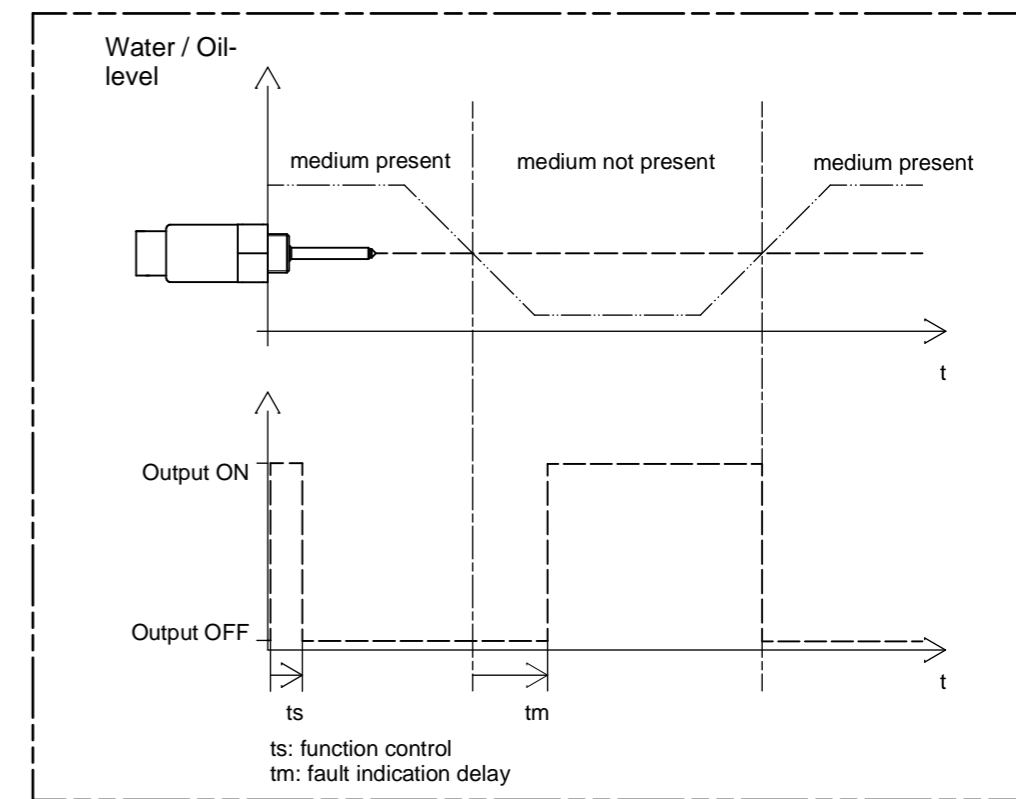 Water / Oil-
level
medium present
medium not present
medium present
t
Output ON
Output OFF
t
ts
tm
ts: function control
tm: fault indication delay